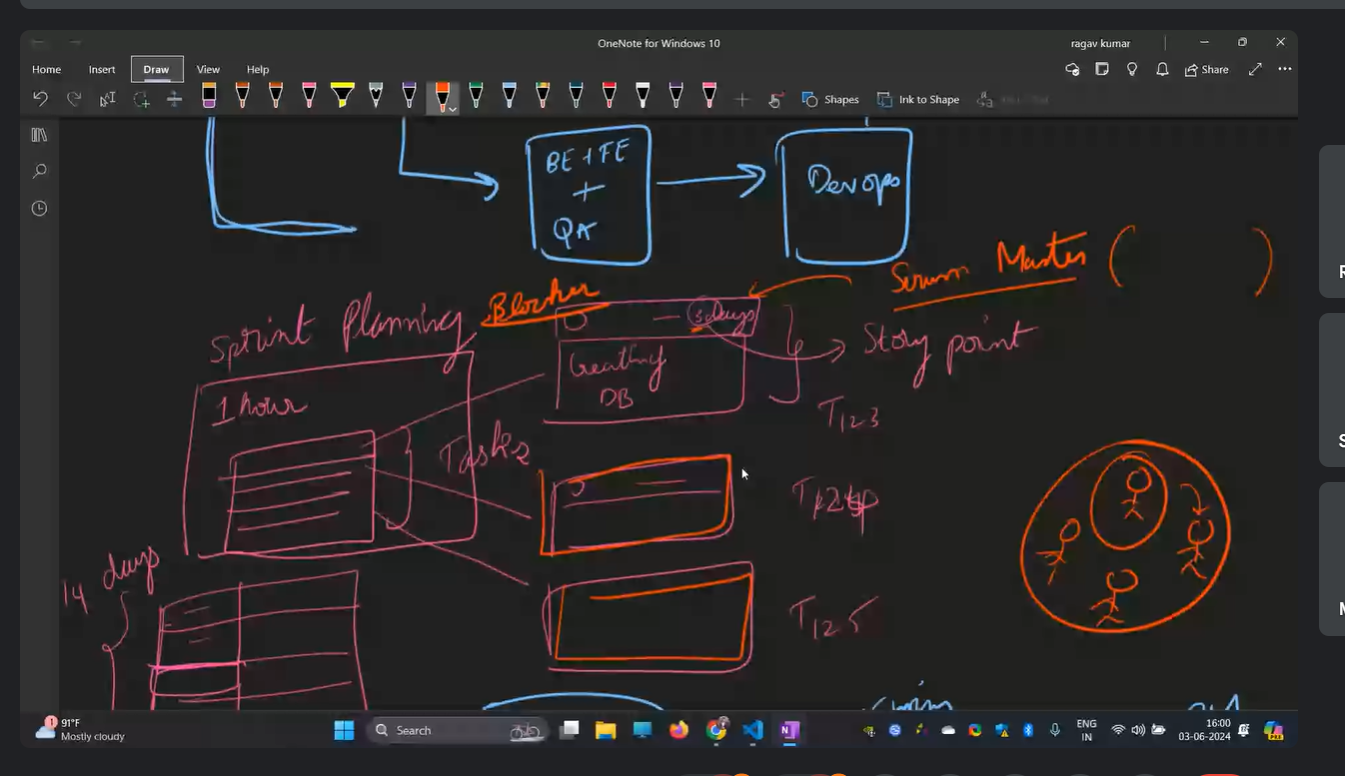 OneNote for Windows 10
ragav kumar
Home Insert Draw View Help
Share
Shapes
Ink to Shape
BE + FE
+
QA
Devops
Scrum Master ( )
Blocker
Sprint Planning
3 days
Story point
Creating
DB
1 hour
T123
Tasks
T124
14 days
T125
R
S
M
91°F
Mostly cloudy
Search
ENG
IN
16:00
03-06-2024